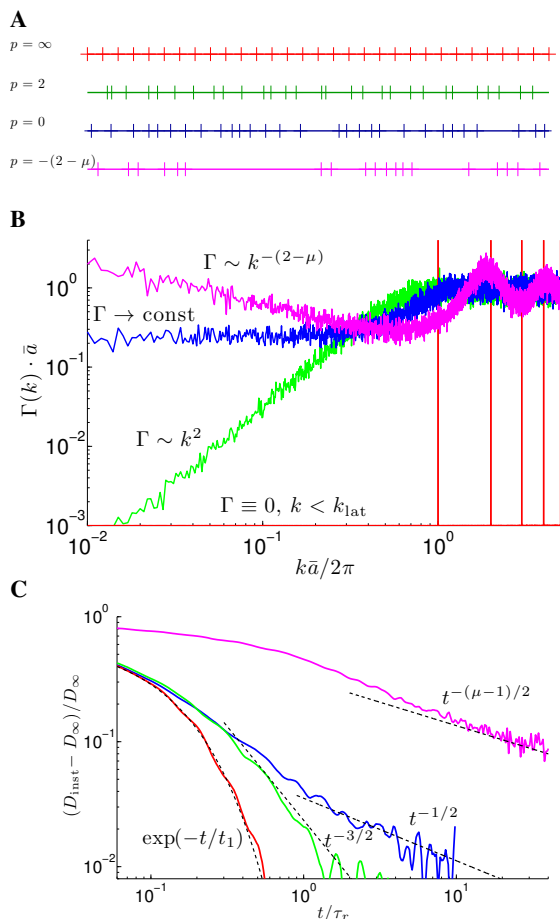 A
p = ∞
p = 2
p = 0
p = −(2 − μ)
B
Γ ∼ k^{−(2−μ)}
Γ → const
Γ ∼ k^2
Γ ≡ 0, k < k_lat
Γ(k) · ā
10^0
10^{-1}
10^{-2}
10^{-3}
10^{-2} 10^{-1} 10^0
kā/2π
C
(D_inst − D_∞)/D_∞
10^0
10^{-1}
10^{-2}
t^{−(μ−1)/2}
t^{−1/2}
t^{−3/2}
exp(−t/t_1)
10^{-1} 10^0 10^1
t/τ_r